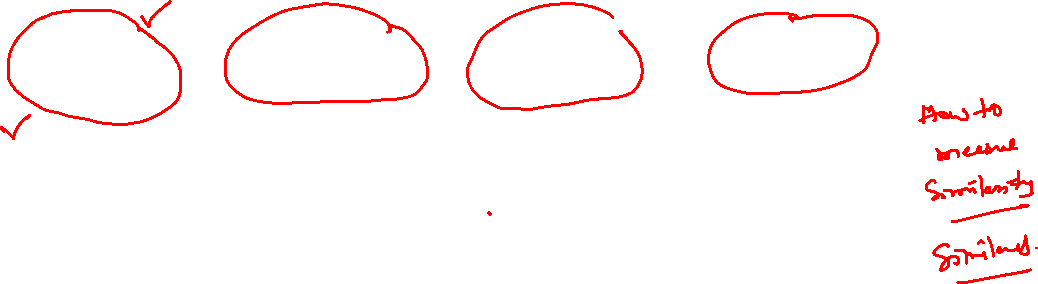 How to
measure
Similarity
Similar